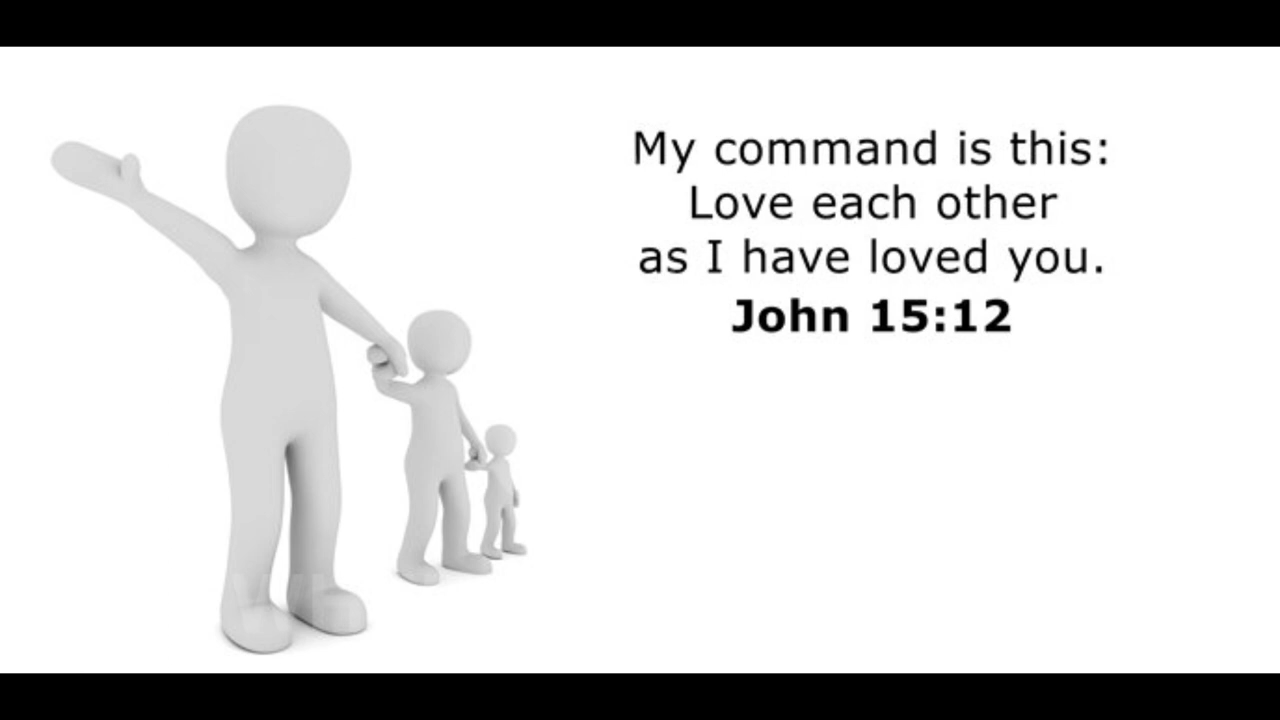 My command is this:
Love each other
as I have loved you.
John 15:12